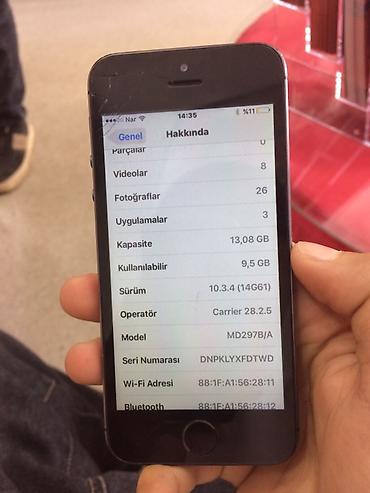 Nar 14:35 %11
Genel Hakkında
Parçalar 0
Videolar 8
Fotoğraflar 26
Uygulamalar 3
Kapasite 13,08 GB
Kullanılabilir 9,5 GB
Sürüm 10.3.4 (14G61)
Operatör Carrier 28.2.5
Model MD297B/A
Seri Numarası DNPKLYXFDTWD
Wi-Fi Adresi 88:1F:A1:56:28:11
Bluetooth 88:1F:A1:56:28:12